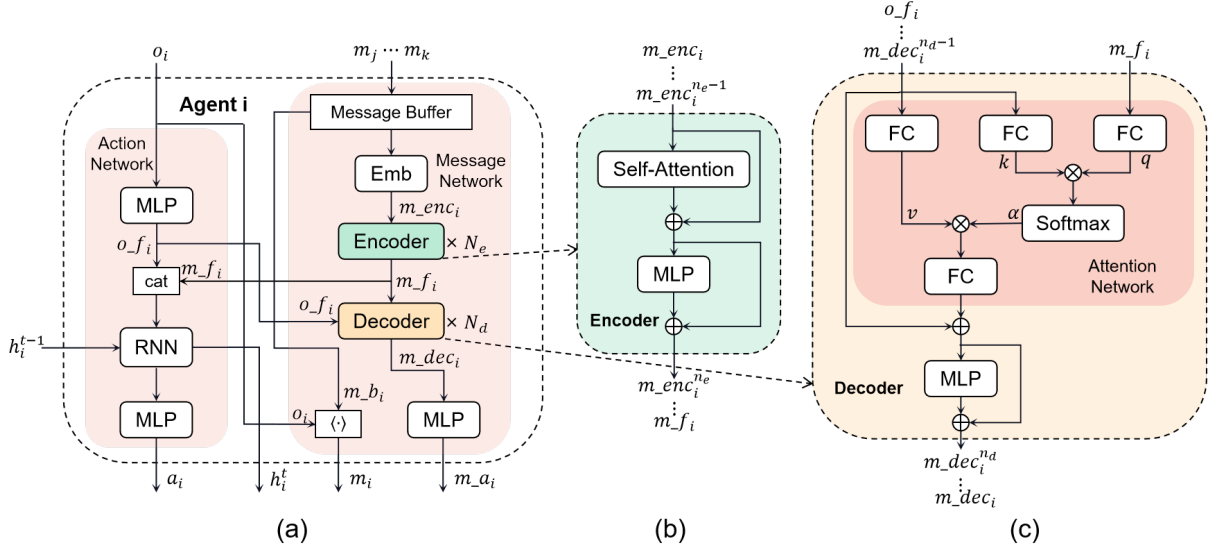 o_i
m_j ⋯ m_k
Agent i
Action
Network
Message Buffer
Message
Network
MLP
Emb
m_enc_i
o_f_i
Encoder × N_e
cat
m_f_i
m_f_i
o_f_i
Decoder × N_d
h_i^{t-1}
RNN
m_dec_i
m_b_i
MLP
o_i
⟨·⟩
MLP
a_i
h_i^t
m_i
m_a_i
(a)
m_enc_i
⋮
m_enc_i^{n_e-1}
Self-Attention
MLP
Encoder
m_enc_i^{n_e}
⋮
m_f_i
(b)
o_f_i
⋮
m_dec_i^{n_d-1}
m_f_i
FC
FC
FC
k
q
v
α
Softmax
FC
Attention
Network
MLP
Decoder
m_dec_i^{n_d}
⋮
m_dec_i
(c)